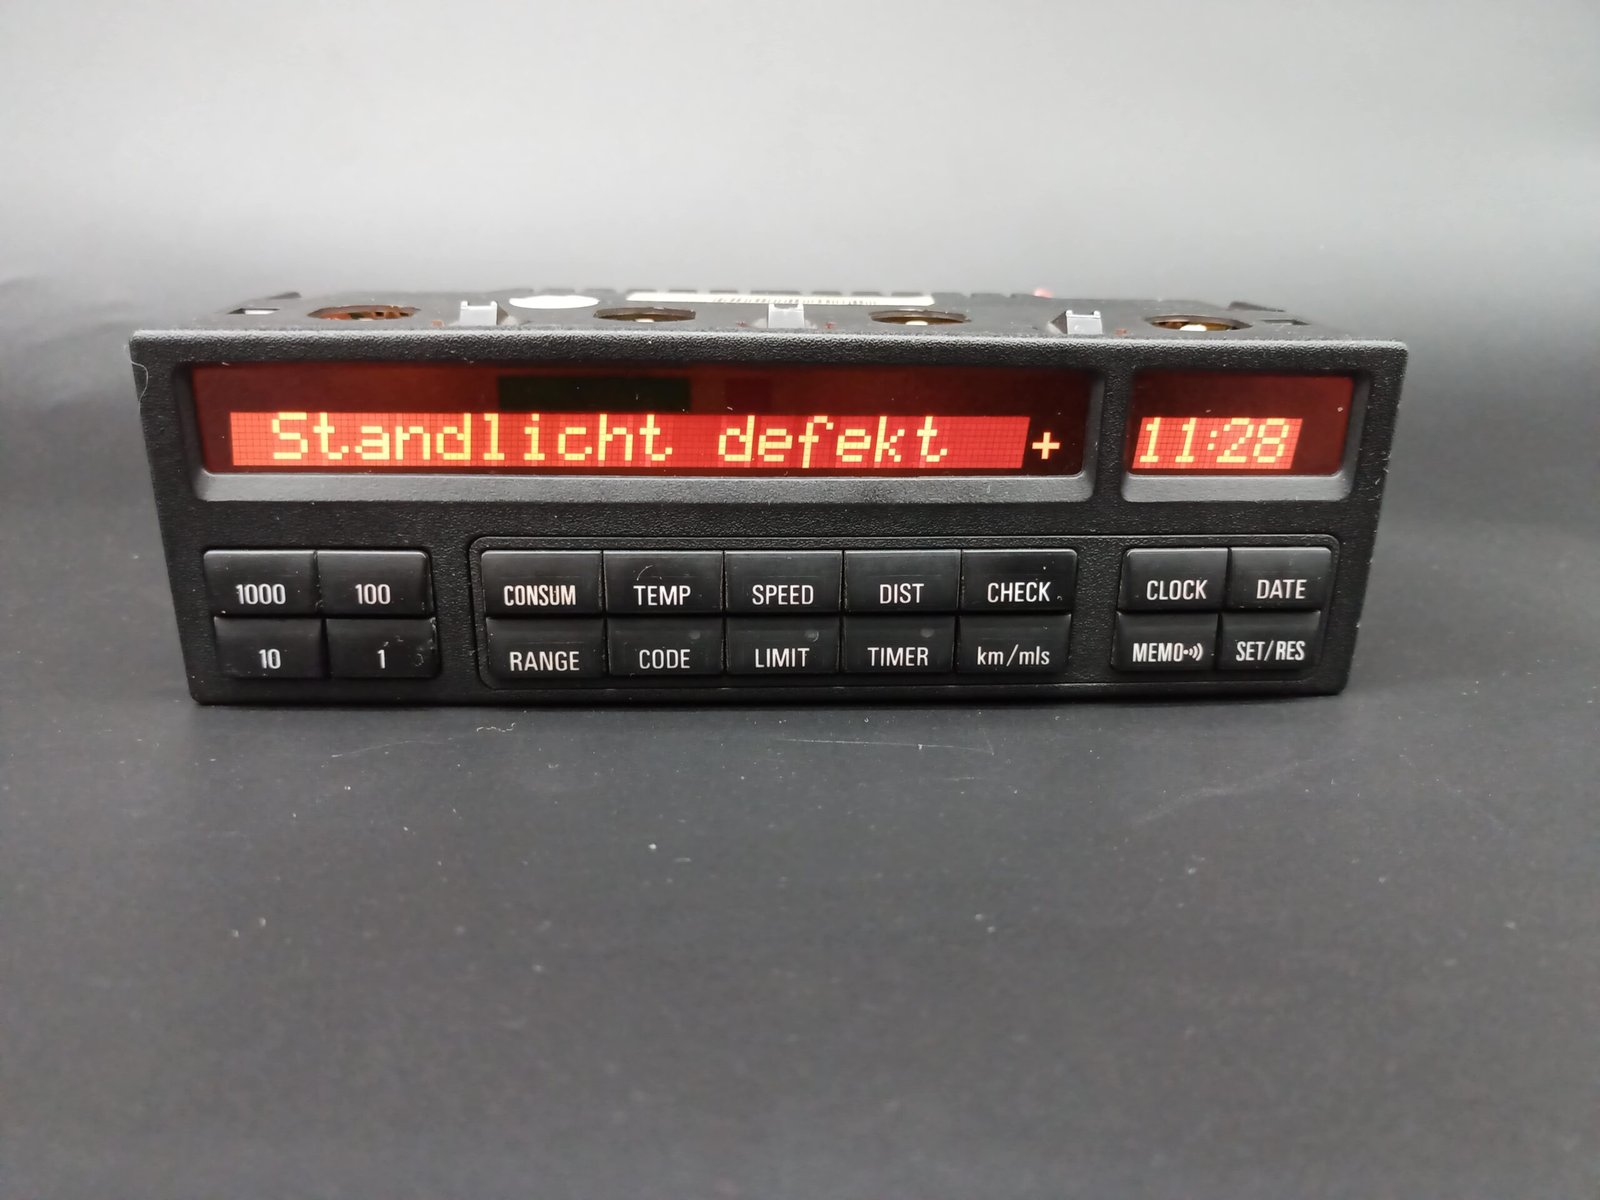 Standlicht defekt + 11:28
1000 100 CONSUM TEMP SPEED DIST CHECK CLOCK DATE
10 1 RANGE CODE LIMIT TIMER km/mls MEMO SET/RES